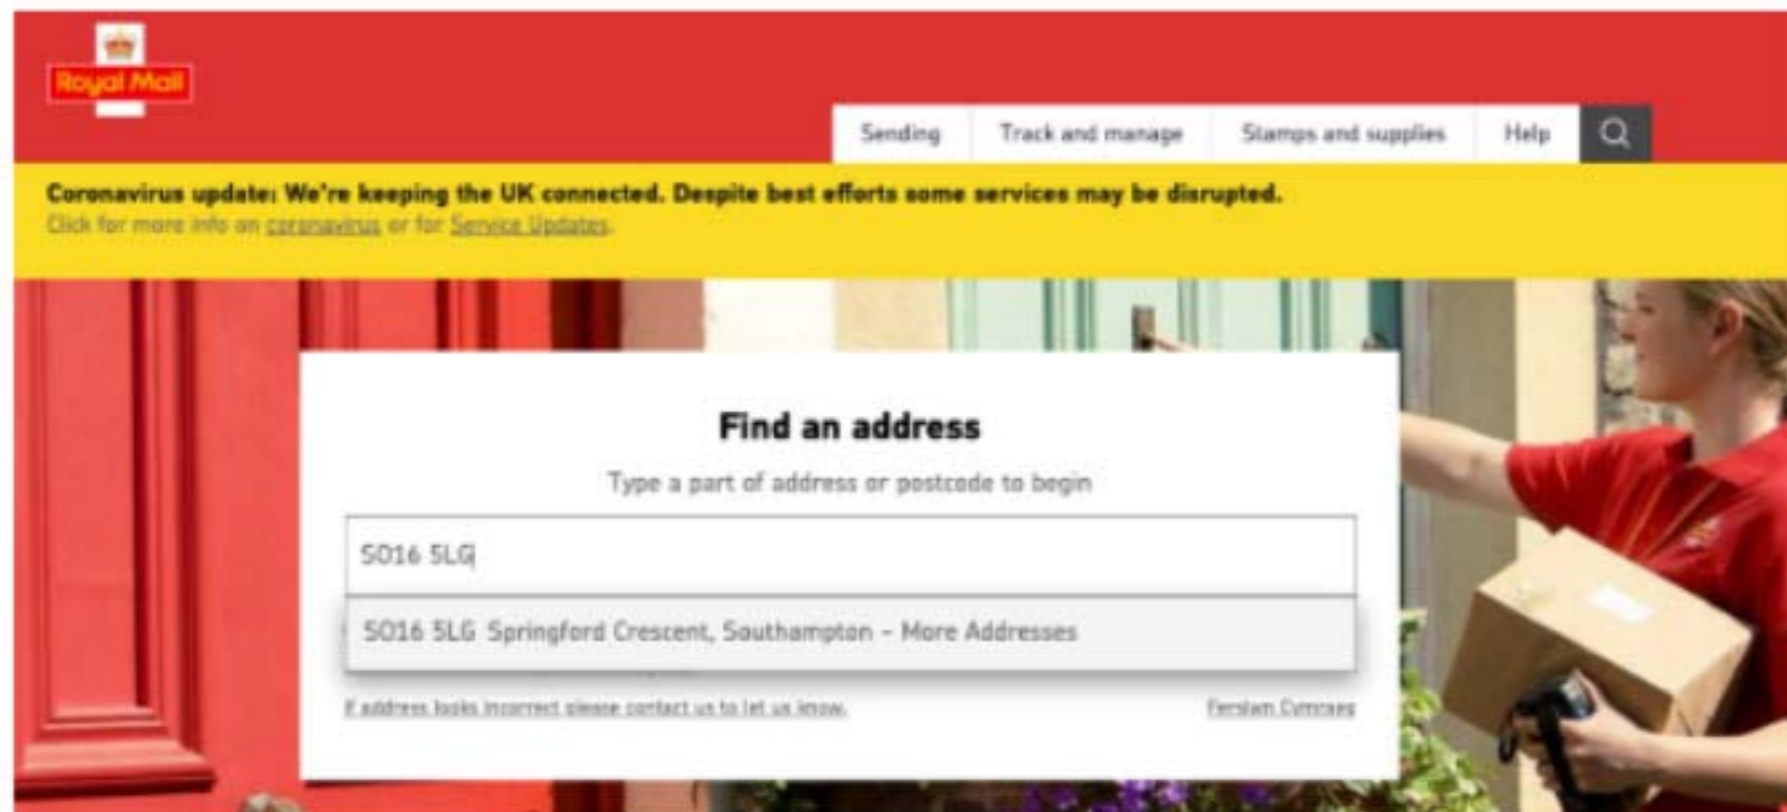 Royal Mail
Sending
Track and manage
Stamps and supplies
Help
Coronavirus update: We're keeping the UK connected. Despite best efforts some services may be disrupted.
Click for more info on coronavirus or for Service Updates.
Find an address
Type a part of address or postcode to begin
SO16 5LG
SO16 5LG Springford Crescent, Southampton - More Addresses
If address looks incorrect please contact us to let us know.
Fersiwn Cymraeg